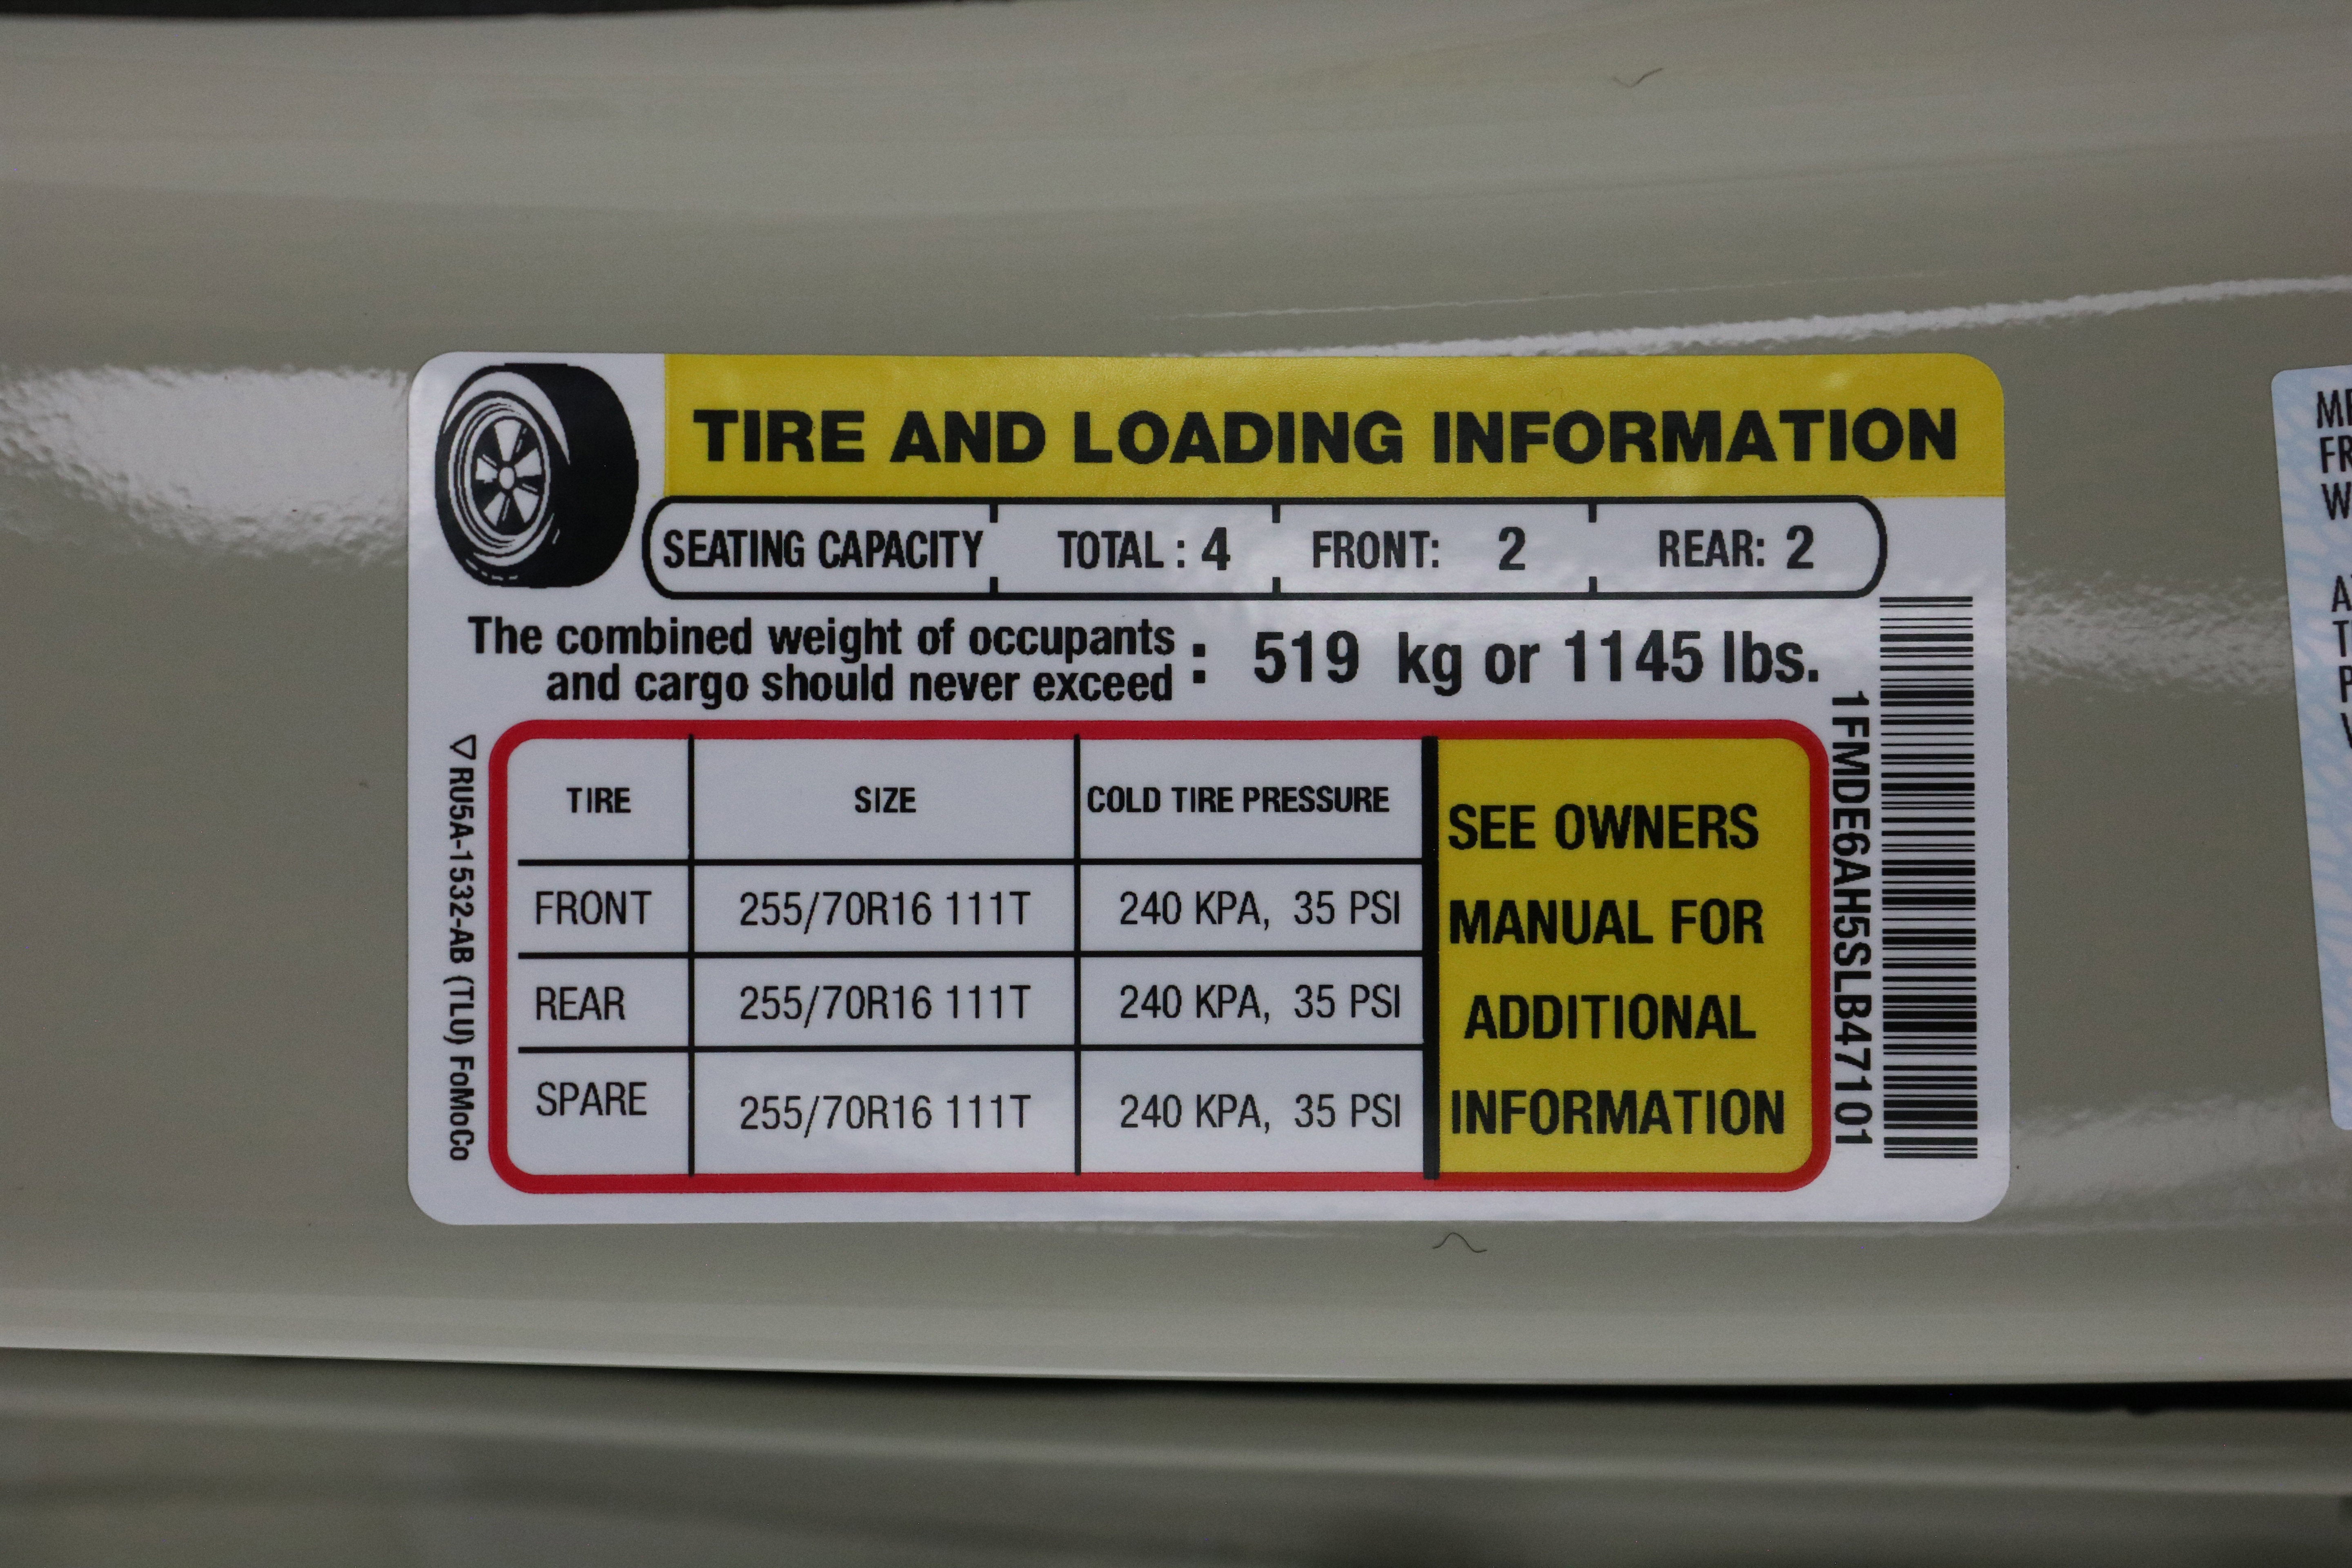 TIRE AND LOADING INFORMATION
SEATING CAPACITY TOTAL : 4 FRONT: 2 REAR: 2
The combined weight of occupants
and cargo should never exceed : 519 kg or 1145 lbs.
TIRE SIZE COLD TIRE PRESSURE
FRONT 255/70R16 111T 240 KPA, 35 PSI
REAR 255/70R16 111T 240 KPA, 35 PSI
SPARE 255/70R16 111T 240 KPA, 35 PSI
SEE OWNERS
MANUAL FOR
ADDITIONAL
INFORMATION
RU5A-1532-AB (TLU) FoMoCo
1FMDE6AH5SLB47101